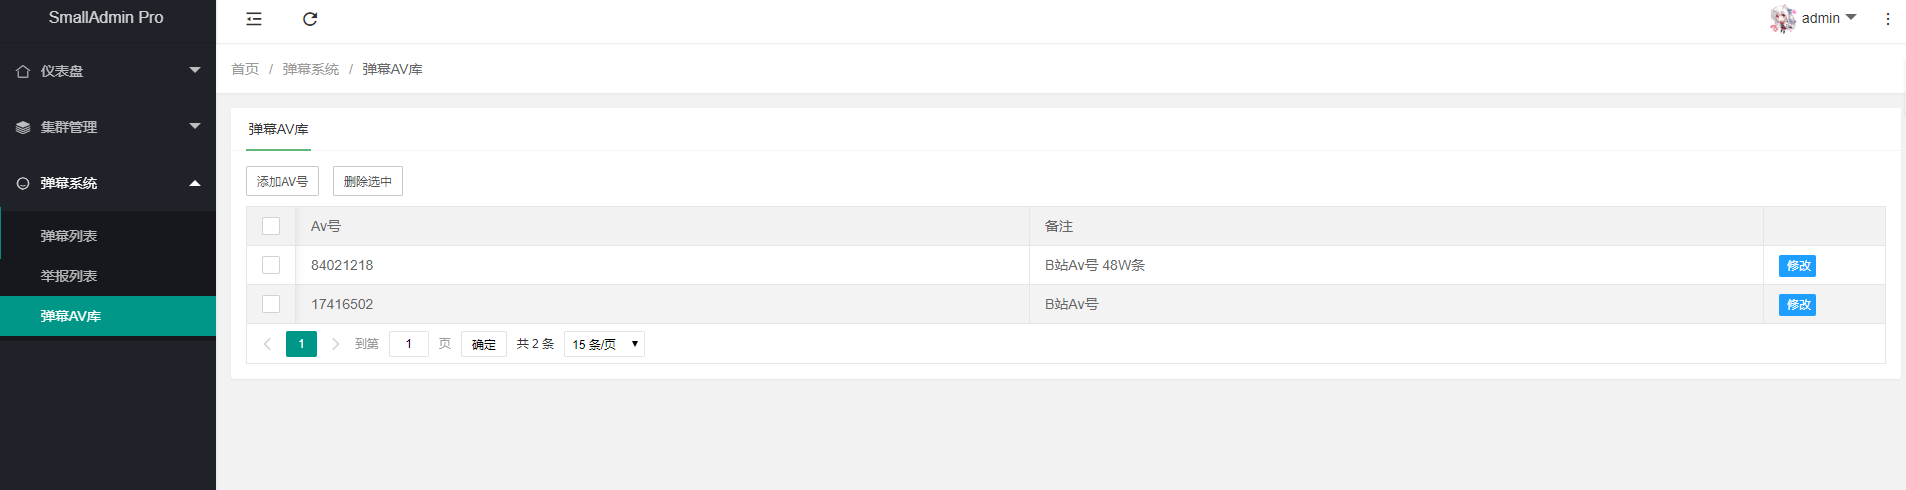 SmallAdmin Pro
admin
仪表盘
集群管理
弹幕系统
弹幕列表
举报列表
弹幕AV库
首页 / 弹幕系统 / 弹幕AV库
弹幕AV库
添加AV号 删除选中
Av号 备注
84021218 B站Av号 48W条 修改
17416502 B站Av号 修改
1 到第 1 页 确定 共 2 条 15 条/页